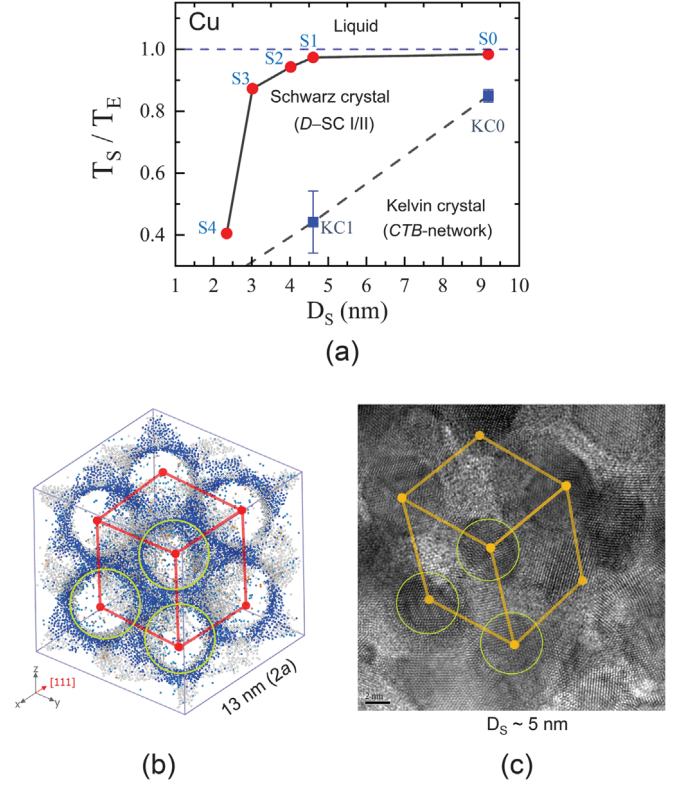 Cu
Liquid
1.0
0.8
0.6
0.4
T_S / T_E
S0
S1
S2
S3
S4
Schwarz crystal
(D–SC I/II)
KC0
KC1
Kelvin crystal
(CTB-network)
1 2 3 4 5 6 7 8 9 10
D_S (nm)
(a)
z
[111]
x y
13 nm (2a)
(b)
2 nm
D_S ~ 5 nm
(c)